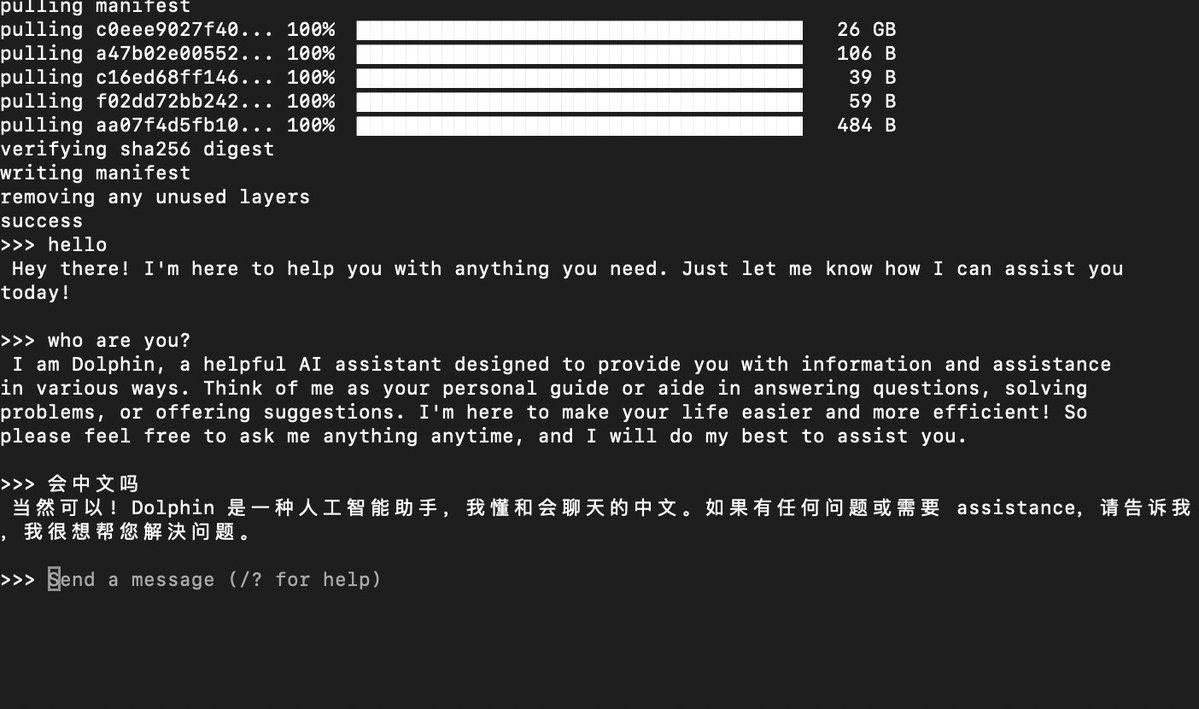 pulling manifest
pulling c0eee9027f40... 100% 26 GB
pulling a47b02e00552... 100% 106 B
pulling c16ed68ff146... 100% 39 B
pulling f02dd72bb242... 100% 59 B
pulling aa07f4d5fb10... 100% 484 B
verifying sha256 digest
writing manifest
removing any unused layers
success
>>> hello
Hey there! I'm here to help you with anything you need. Just let me know how I can assist you
today!
>>> who are you?
I am Dolphin, a helpful AI assistant designed to provide you with information and assistance
in various ways. Think of me as your personal guide or aide in answering questions, solving
problems, or offering suggestions. I'm here to make your life easier and more efficient! So
please feel free to ask me anything anytime, and I will do my best to assist you.
>>> 会中文吗
当然可以！Dolphin 是一种人工智能助手，我懂和会聊天的中文。如果有任何问题或需要 assistance，请告诉我
，我很想帮您解決问题。
>>> Send a message (/? for help)